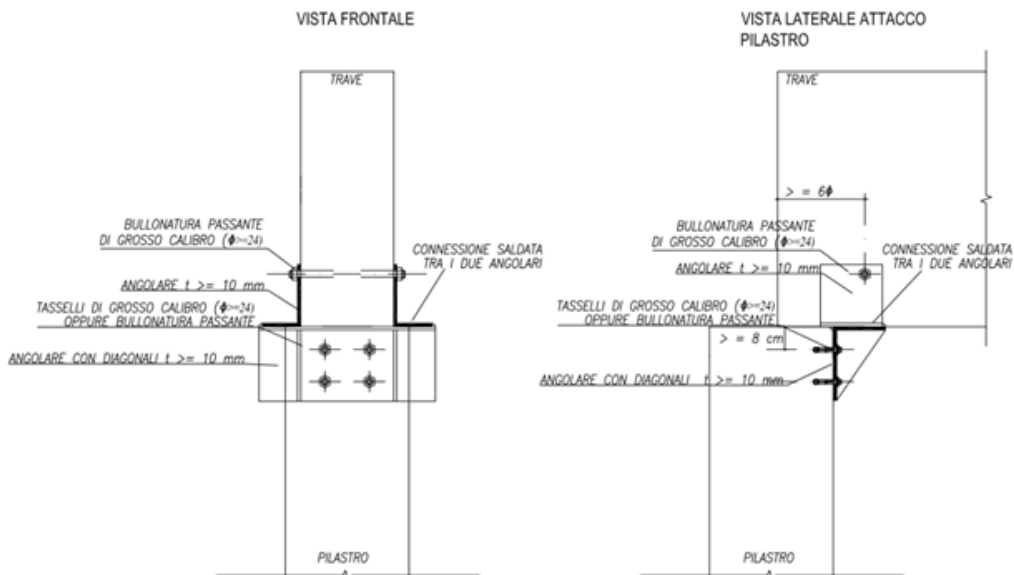 VISTA FRONTALE
TRAVE
BULLONATURA PASSANTE
DI GROSSO CALIBRO (ϕ>=24)
CONNESSIONE SALDATA
TRA I DUE ANGOLARI
ANGOLARE t >= 10 mm
TASSELLI DI GROSSO CALIBRO (ϕ>=24)
OPPURE BULLONATURA PASSANTE
ANGOLARE CON DIAGONALI t >= 10 mm
PILASTRO
VISTA LATERALE ATTACCO
PILASTRO
TRAVE
> = 6ϕ
BULLONATURA PASSANTE
DI GROSSO CALIBRO (ϕ>=24)
CONNESSIONE SALDATA
TRA I DUE ANGOLARI
ANGOLARE t >= 10 mm
TASSELLI DI GROSSO CALIBRO (ϕ>=24)
OPPURE BULLONATURA PASSANTE
> = 8 cm
ANGOLARE CON DIAGONALI t >= 10 mm
PILASTRO